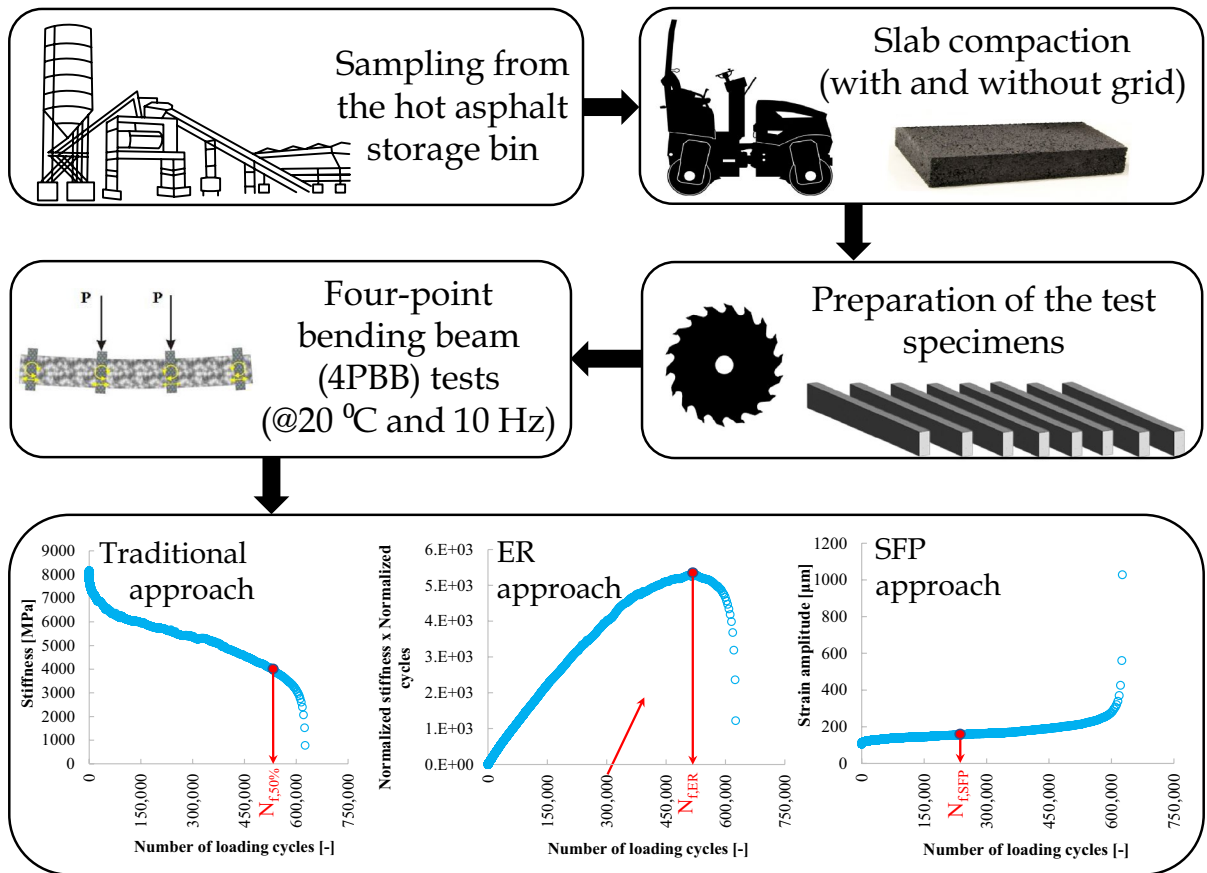 Sampling from
the hot asphalt
storage bin
Slab compaction
(with and without grid)
P
P
Four-point
bending beam
(4PBB) tests
(@20 ⁰C and 10 Hz)
Preparation of the test
specimens
Traditional
approach
Stiffness [MPa]
9000
8000
7000
6000
5000
4000
3000
2000
1000
0
0
150,000
300,000
450,000
600,000
750,000
N_f,50%
Number of loading cycles [-]
ER
approach
Normalized stiffness x Normalized
cycles
6.E+03
5.E+03
4.E+03
3.E+03
2.E+03
1.E+03
0.E+00
0
150,000
300,000
450,000
600,000
750,000
N_f,ER
Number of loading cycles [-]
SFP
approach
Strain amplitude [µm]
1200
1000
800
600
400
200
0
0
150,000
300,000
450,000
600,000
750,000
N_f,SFP
Number of loading cycles [-]